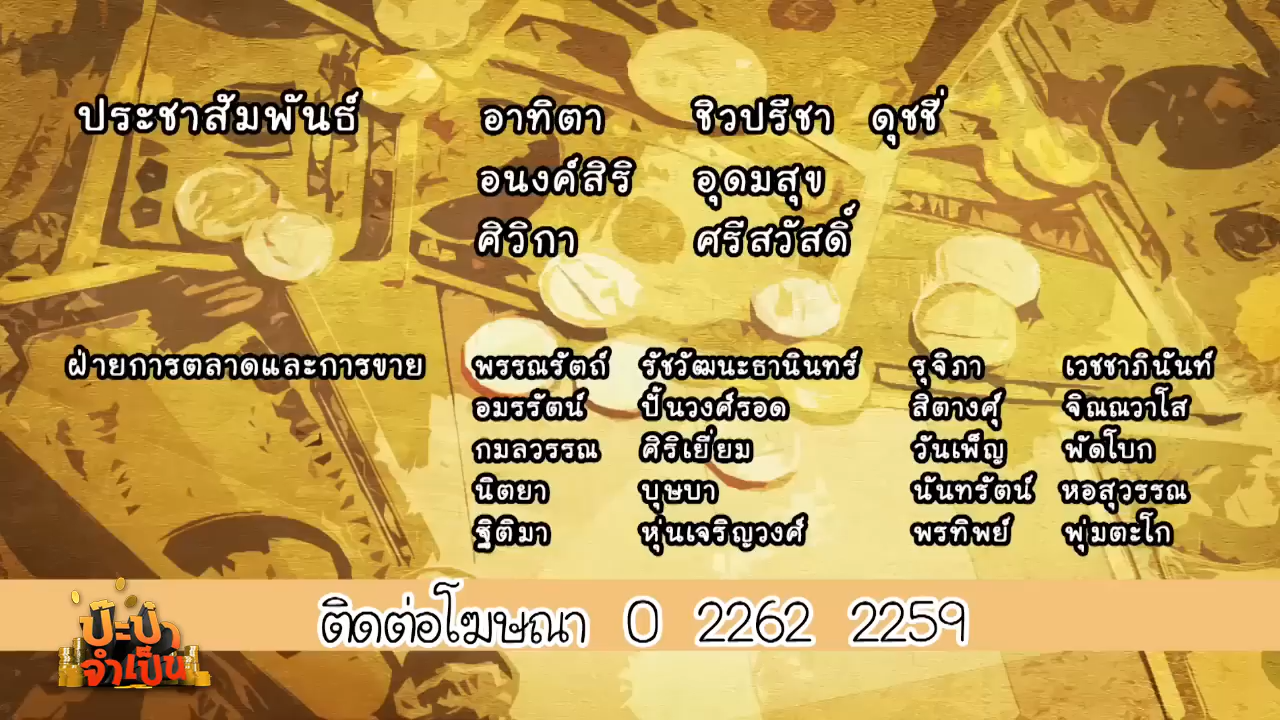 ประชาสัมพันธ์ อาทิตา ชิวปรีชา ดุชชี่
อนงค์สิริ อุดมสุข
ศิวิกา ศรีสวัสดิ์
ฝ่ายการตลาดและการขาย พรรณรัตถ์ รัชวัฒนะธานินทร์ รุจิภา เวชชาภินันท์
อมรรัตน์ ปั้นวงศ์รอด สิตางศุ์ จิณณวาโส
กมลวรรณ ศิริเยี่ยม วันเพ็ญ พัดโบก
นิตยา บุษบา นันทรัตน์ หอสุวรรณ
ฐิติมา หุ่นเจริญวงศ์ พรทิพย์ พุ่มตะโก
ติดต่อโฆษณา 0 2262 2259
ป๊ะป๋า
จำเป็น